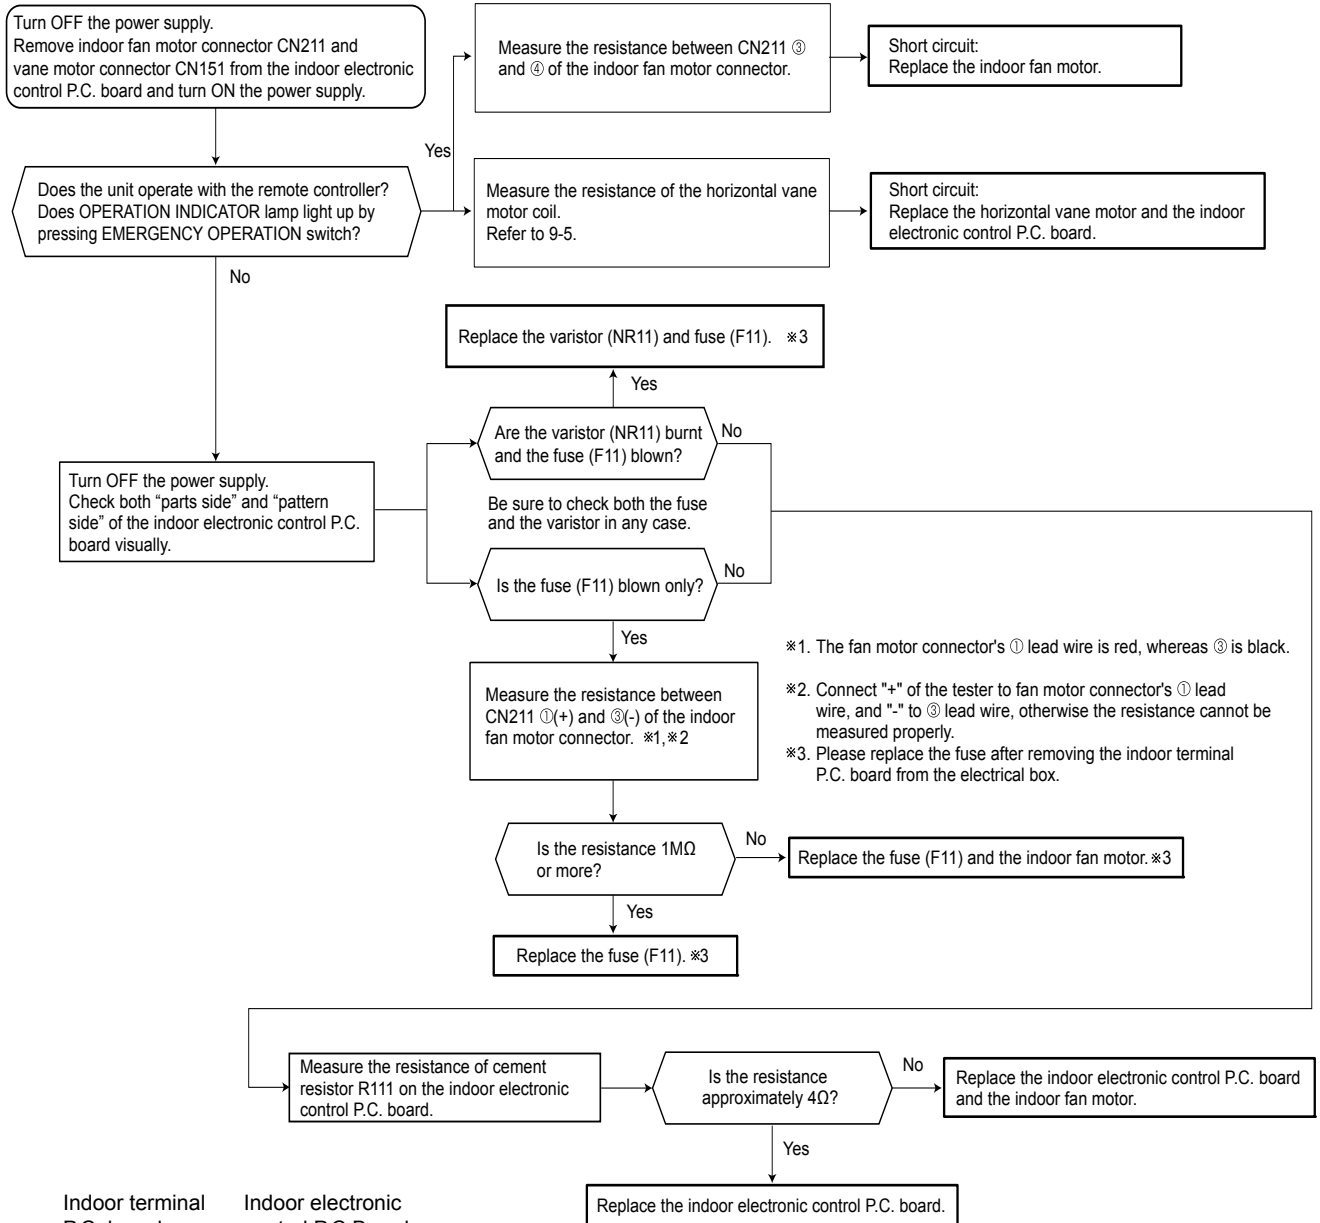 Turn OFF the power supply.
Remove indoor fan motor connector CN211 and
vane motor connector CN151 from the indoor electronic
control P.C. board and turn ON the power supply.
Measure the resistance between CN211 ③
and ④ of the indoor fan motor connector.
Short circuit:
Replace the indoor fan motor.
Yes
Does the unit operate with the remote controller?
Does OPERATION INDICATOR lamp light up by
pressing EMERGENCY OPERATION switch?
Measure the resistance of the horizontal vane
motor coil.
Refer to 9-5.
Short circuit:
Replace the horizontal vane motor and the indoor
electronic control P.C. board.
No
Replace the varistor (NR11) and fuse (F11). ※3
Yes
Are the varistor (NR11) burnt
and the fuse (F11) blown?
No
Turn OFF the power supply.
Check both “parts side” and “pattern
side” of the indoor electronic control P.C.
board visually.
Be sure to check both the fuse
and the varistor in any case.
Is the fuse (F11) blown only?
No
Yes
※1. The fan motor connector's ① lead wire is red, whereas ③ is black.
※2. Connect "+" of the tester to fan motor connector's ① lead
wire, and "-" to ③ lead wire, otherwise the resistance cannot be
measured properly.
※3. Please replace the fuse after removing the indoor terminal
P.C. board from the electrical box.
Measure the resistance between
CN211 ①(+) and ③(-) of the indoor
fan motor connector. ※1,※2
Is the resistance 1MΩ
or more?
No
Replace the fuse (F11) and the indoor fan motor.※3
Yes
Replace the fuse (F11). ※3
Measure the resistance of cement
resistor R111 on the indoor electronic
control P.C. board.
Is the resistance
approximately 4Ω?
No
Replace the indoor electronic control P.C. board
and the indoor fan motor.
Yes
Replace the indoor electronic control P.C. board.
Indoor terminal
Indoor electronic